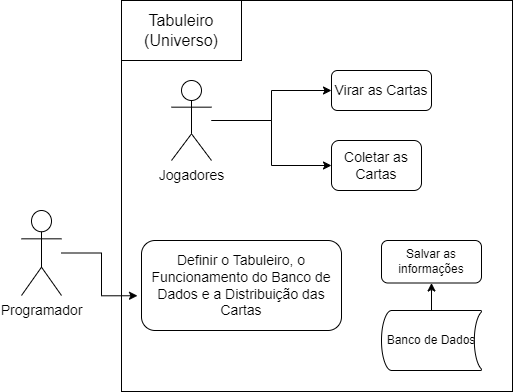 Tabuleiro
(Universo)
Virar as Cartas
Jogadores
Coletar as
Cartas
Programador
Definir o Tabuleiro, o
Funcionamento do Banco de
Dados e a Distribuição das
Cartas
Salvar as
informações
Banco de Dados